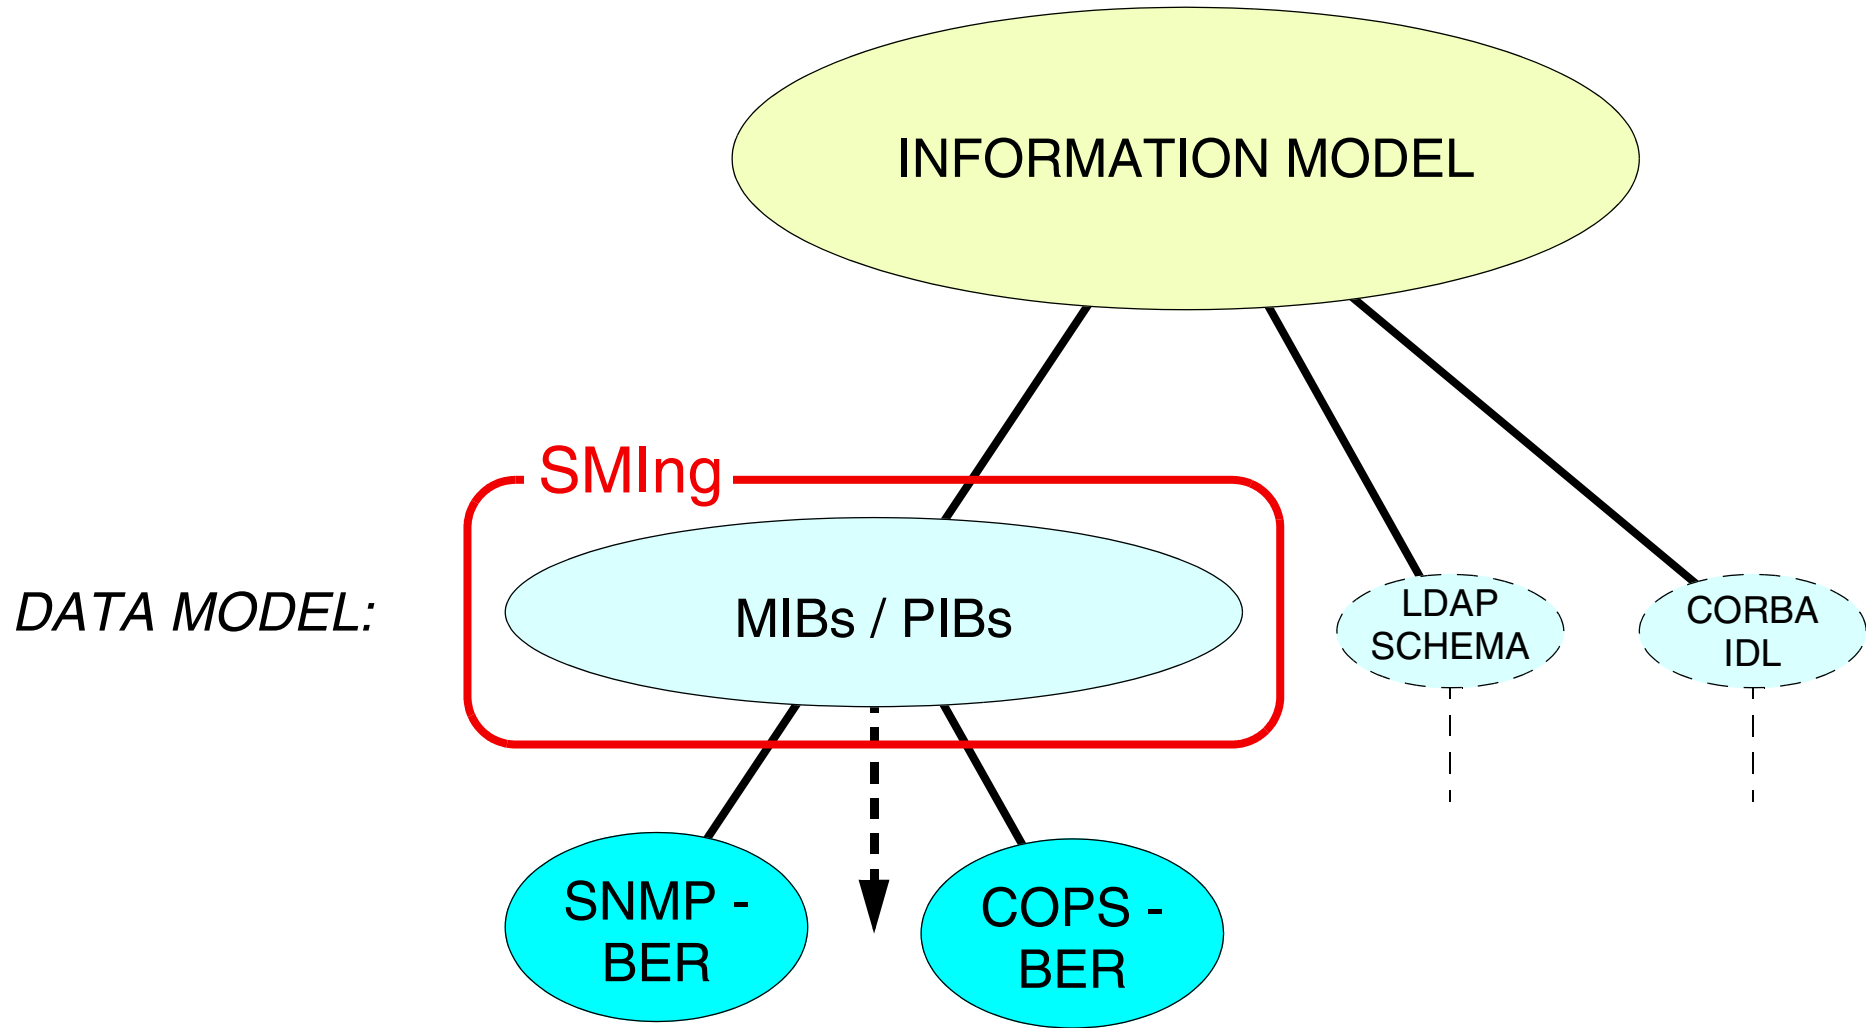 INFORMATION MODEL
SMIng
DATA MODEL:
MIBs / PIBs
LDAP
SCHEMA
CORBA
IDL
SNMP -
BER
COPS -
BER